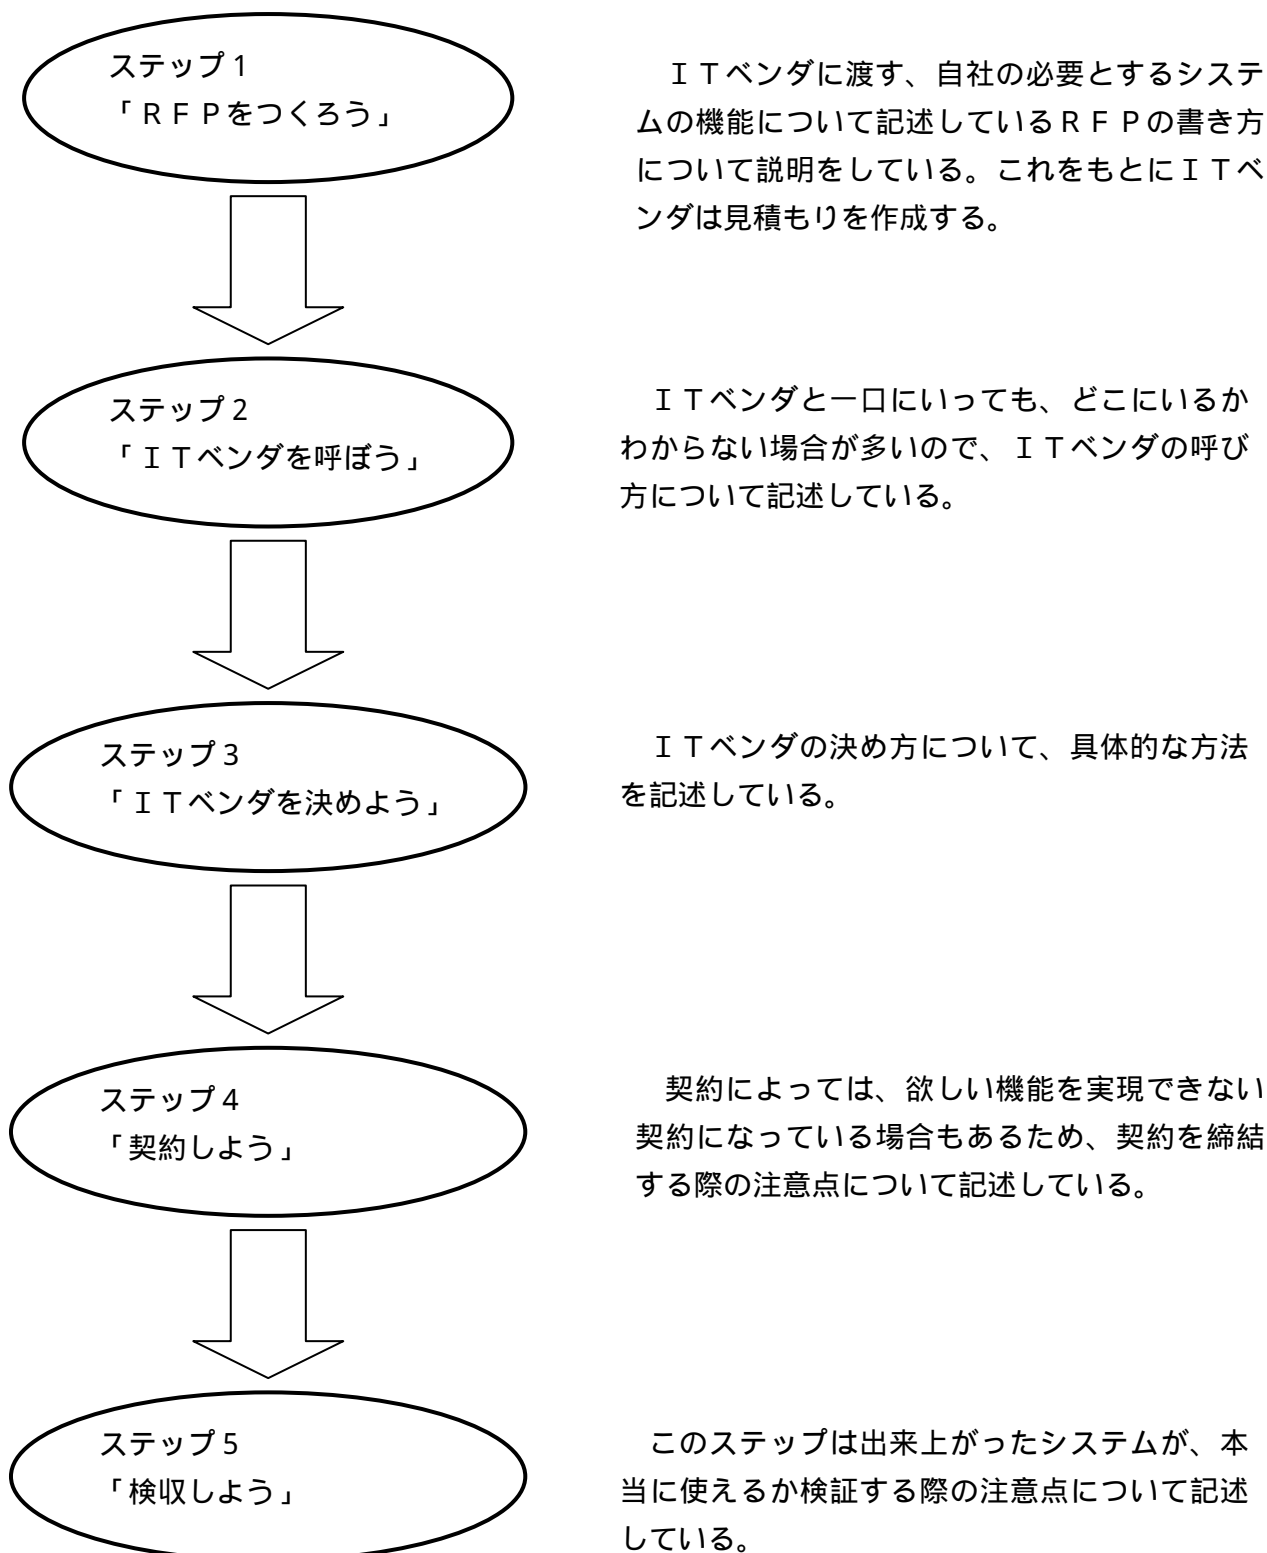 ステップ1
「ＲＦＰをつくろう」
ＩＴベンダに渡す、自社の必要とするシステ
ムの機能について記述しているＲＦＰの書き方
について説明をしている。これをもとにＩＴベ
ンダは見積もりを作成する。
ステップ2
「ＩＴベンダを呼ぼう」
ＩＴベンダと一口にいっても、どこにいるか
わからない場合が多いので、ＩＴベンダの呼び
方について記述している。
ステップ3
「ＩＴベンダを決めよう」
ＩＴベンダの決め方について、具体的な方法
を記述している。
ステップ4
「契約しよう」
契約によっては、欲しい機能を実現できない
契約になっている場合もあるため、契約を締結
する際の注意点について記述している。
ステップ5
「検収しよう」
このステップは出来上がったシステムが、本
当に使えるか検証する際の注意点について記述
している。